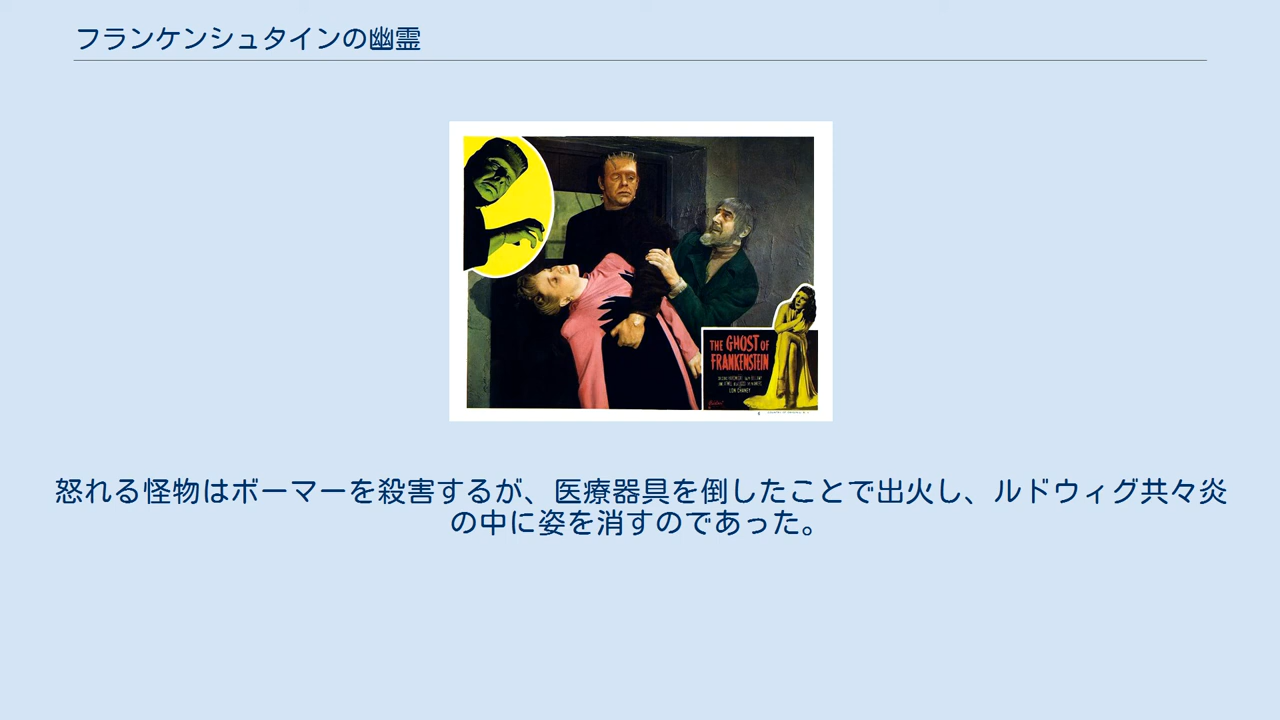 フランケンシュタインの幽霊
THE GHOST OF
FRANKENSTEIN
LON CHANEY
怒れる怪物はボーマーを殺害するが、医療器具を倒したことで出火し、ルドウィグ共々炎
の中に姿を消すのであった。